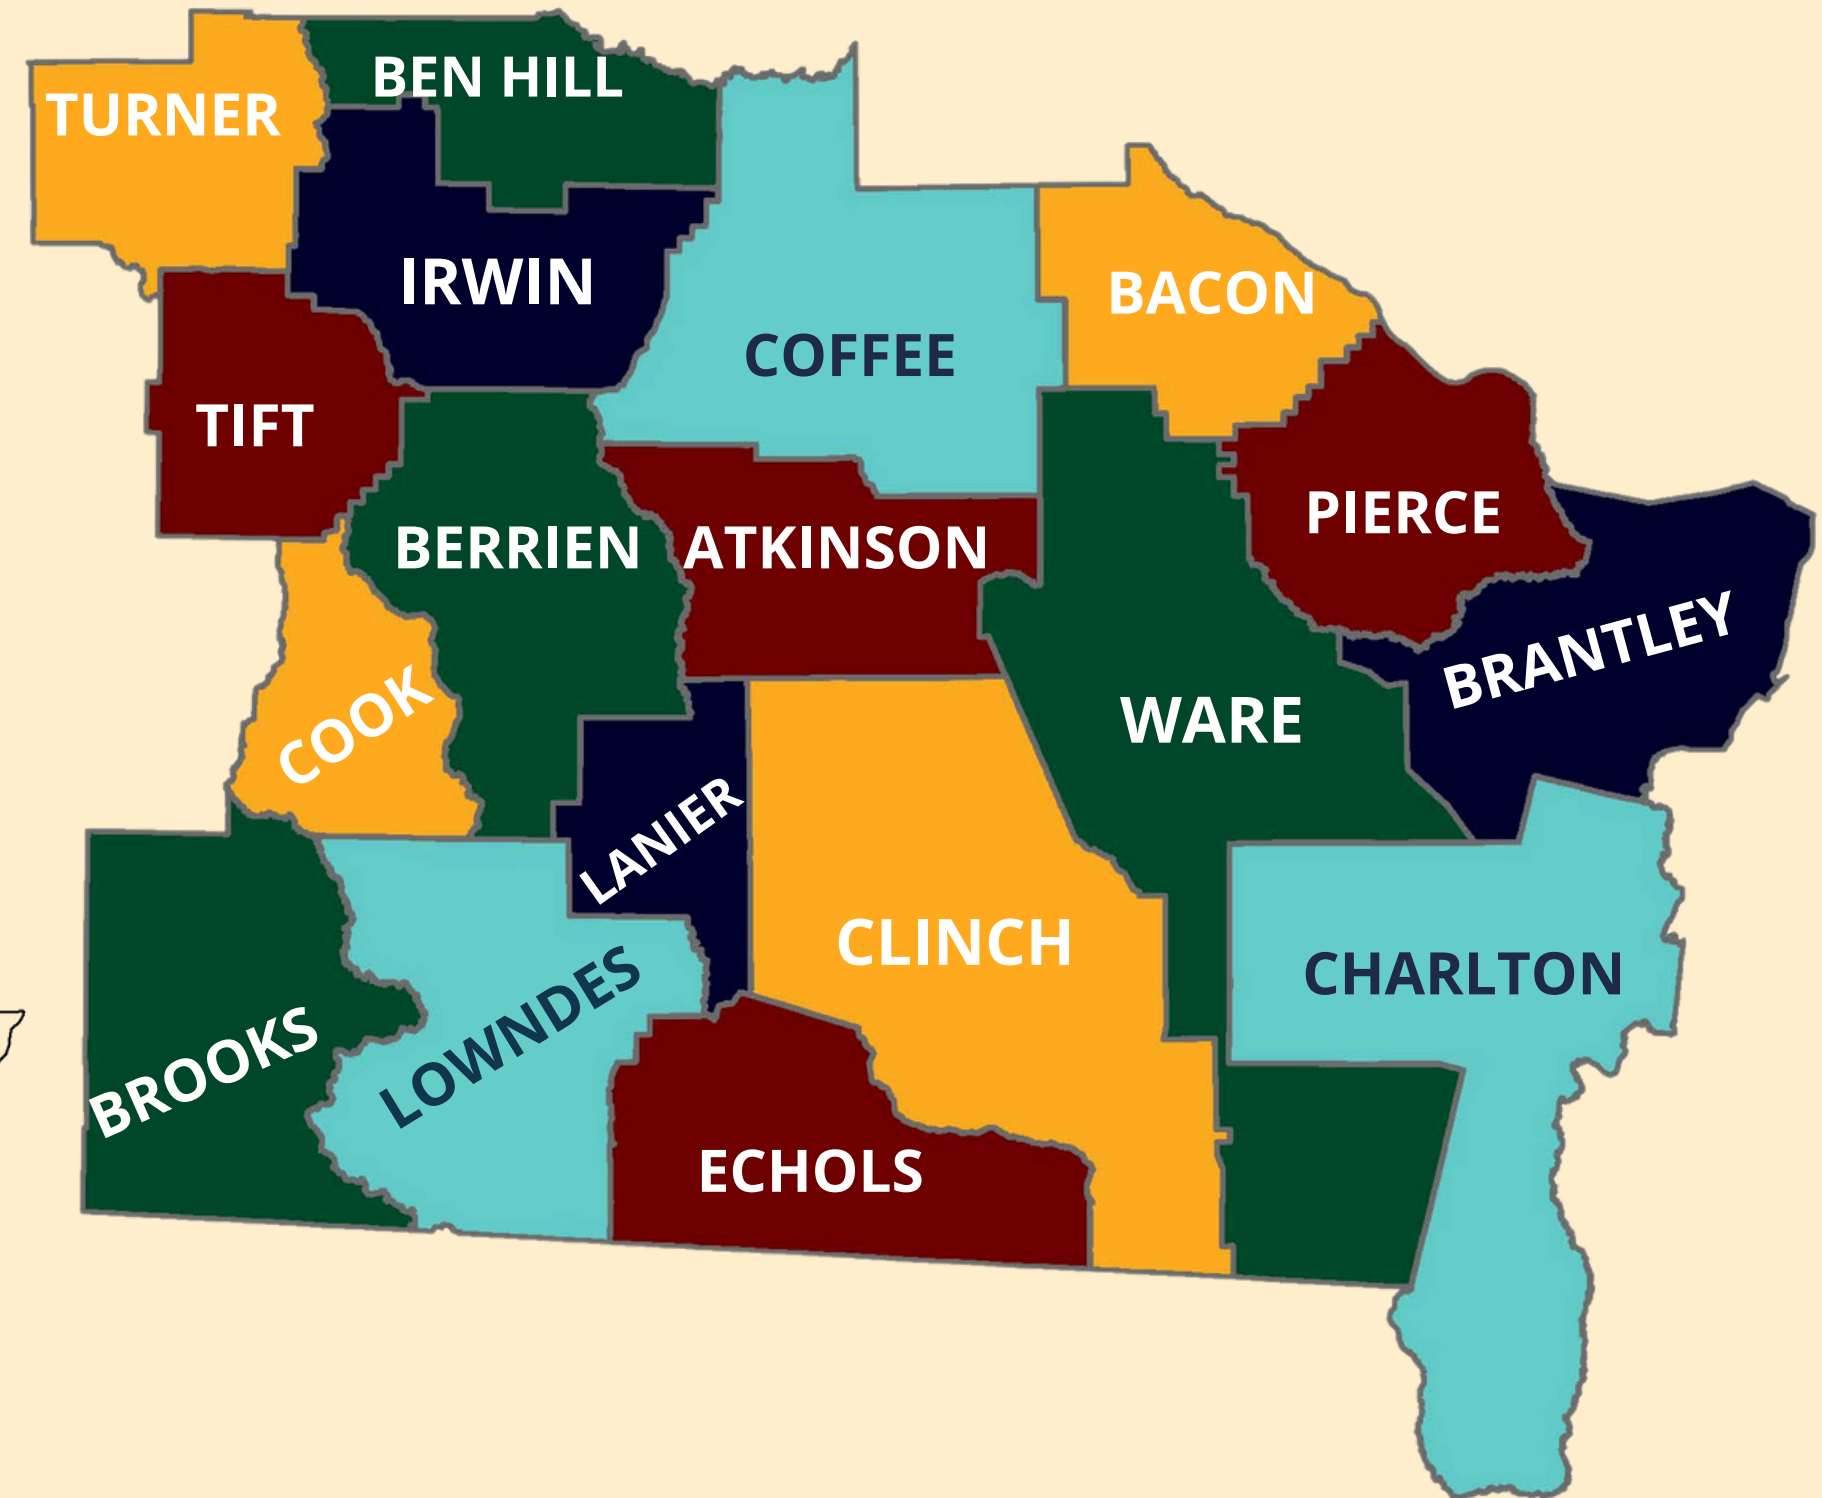 BEN HILL
TURNER
IRWIN
BACON
COFFEE
TIFT
PIERCE
BERRIEN
ATKINSON
BRANTLEY
COOK
WARE
LANIER
CLINCH
CHARLTON
LOWNDES
BROOKS
ECHOLS